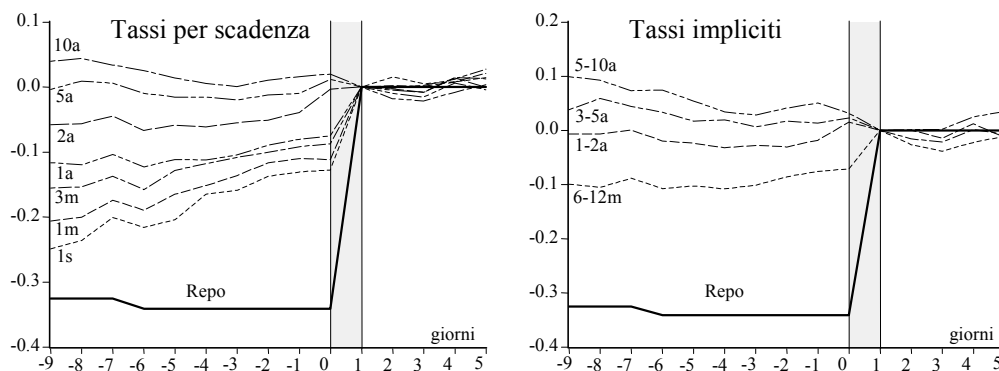 Tassi per scadenza
0.1
0.0
-0.1
-0.2
-0.3
-0.4
10a
5a
2a
1a
3m
1m
1s
Repo
giorni
-9 -8 -7 -6 -5 -4 -3 -2 -1 0 1 2 3 4 5
Tassi impliciti
0.2
0.1
0.0
-0.1
-0.2
-0.3
-0.4
5-10a
3-5a
1-2a
6-12m
Repo
giorni
-9 -8 -7 -6 -5 -4 -3 -2 -1 0 1 2 3 4 5